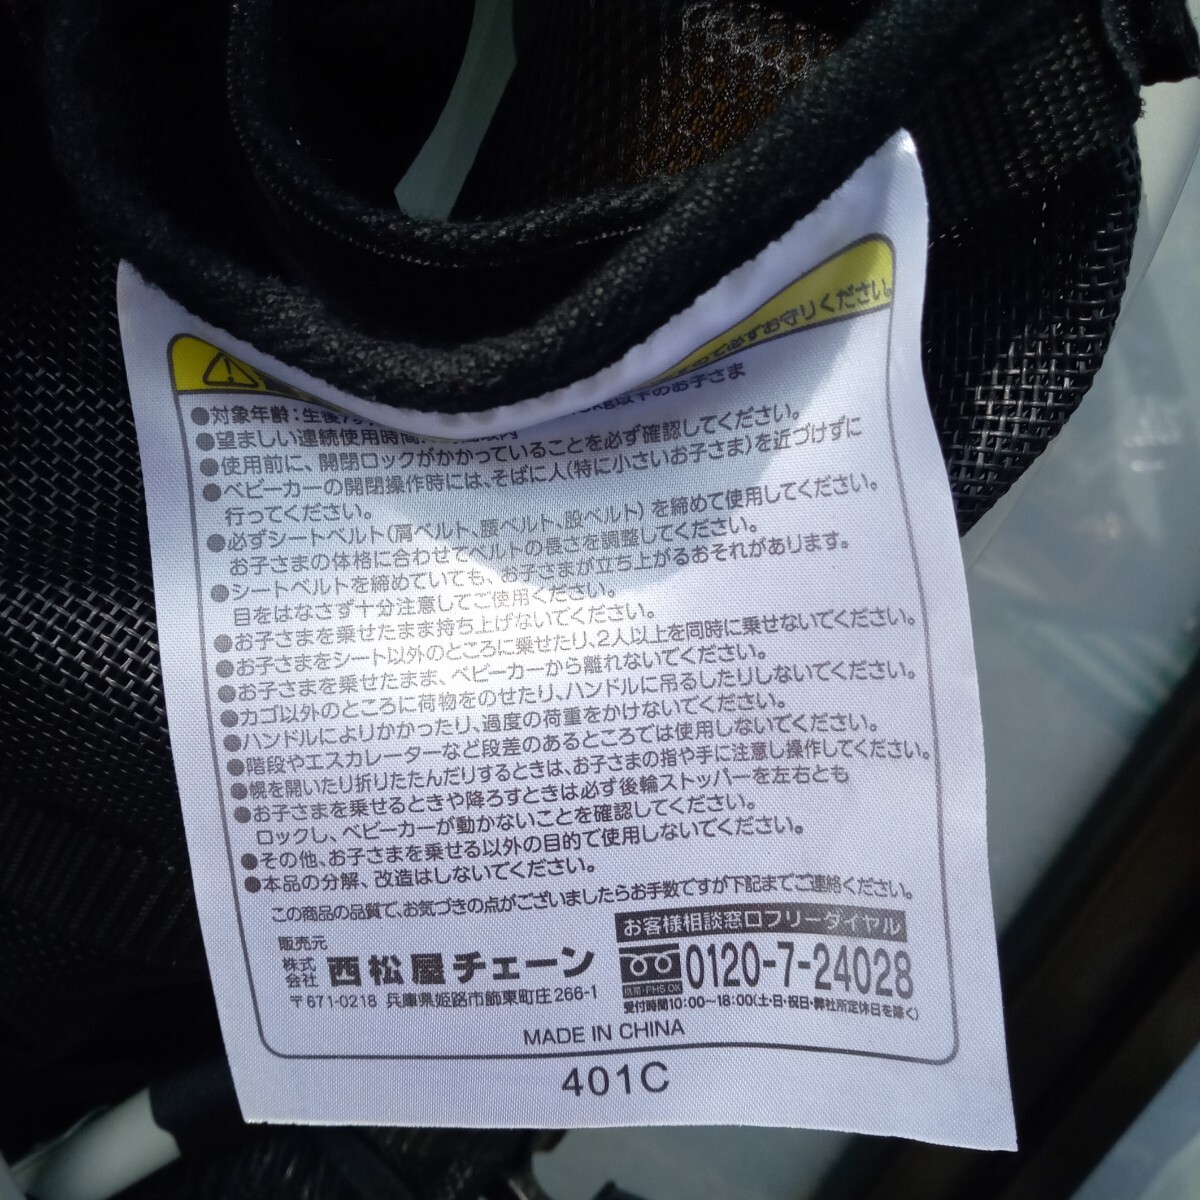 必ずお守りください。
●対象年齢:生後7 kg以下のお子さま
●望ましい連続使用時間: 以内
●使用前に、開閉ロックがかかっていることを必ず確認してください。
●ベビーカーの開閉操作時には、そばに人(特に小さいお子さま)を近づけずに
行ってください。
●必ずシートベルト(肩ベルト、腰ベルト、股ベルト)を締めて使用してください。
お子さまの体格に合わせてベルトの長さを調整してください。
●シートベルトを締めていても、お子さまが立ち上がるおそれがあります。
目をはなさず十分注意してご使用ください。
●お子さまを乗せたまま持ち上げないでください。
●お子さまをシート以外のところに乗せたり、2人以上を同時に乗せないでください。
●お子さまを乗せたまま、ベビーカーから離れないでください。
●カゴ以外のところに荷物をのせたり、ハンドルに吊るしたりしないでください。
●ハンドルによりかかったり、過度の荷重をかけないでください。
●階段やエスカレーターなど段差のあるところでは使用しないでください。
●幌を開いたり折りたたんだりするときは、お子さまの指や手に注意し操作してください。
●お子さまを乗せるときや降ろすときは必ず後輪ストッパーを左右とも
ロックし、ベビーカーが動かないことを確認してください。
●その他、お子さまを乗せる以外の目的で使用しないでください。
●本品の分解、改造はしないでください。
この商品の品質で、お気づきの点がございましたらお手数ですが下記までご連絡ください。
販売元
株式会社 西松屋チェーン
〒671-0218 兵庫県姫路市飾東町庄266-1
お客様相談窓口フリーダイヤル
携帯・PHS OK
0120-7-24028
受付時間10:00〜18:00(土・日・祝日・弊社所定休日を除く)
MADE IN CHINA
401C